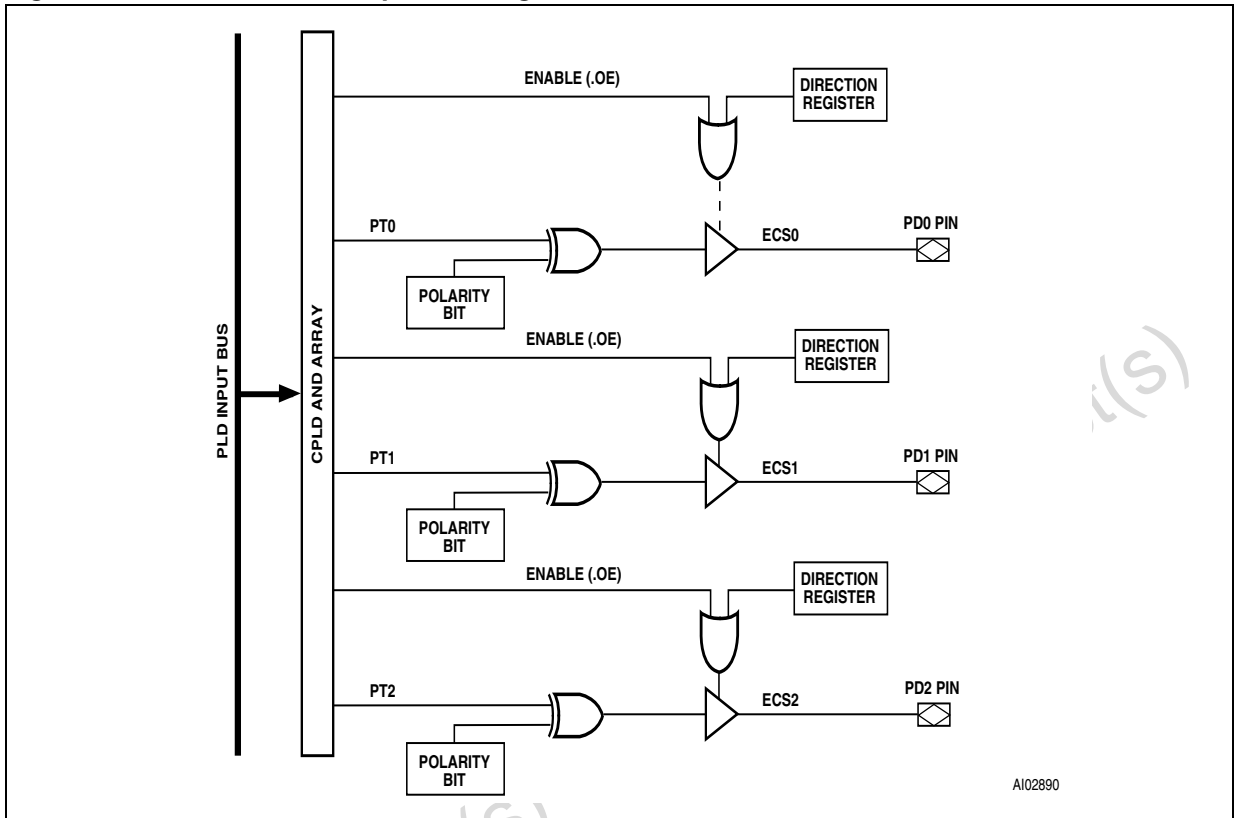 ENABLE (.OE)
DIRECTION
REGISTER
PT0
ECS0
PD0 PIN
POLARITY
BIT
ENABLE (.OE)
DIRECTION
REGISTER
PLD INPUT BUS
CPLD AND ARRAY
PT1
ECS1
PD1 PIN
POLARITY
BIT
ENABLE (.OE)
DIRECTION
REGISTER
PT2
ECS2
PD2 PIN
POLARITY
BIT
AI02890